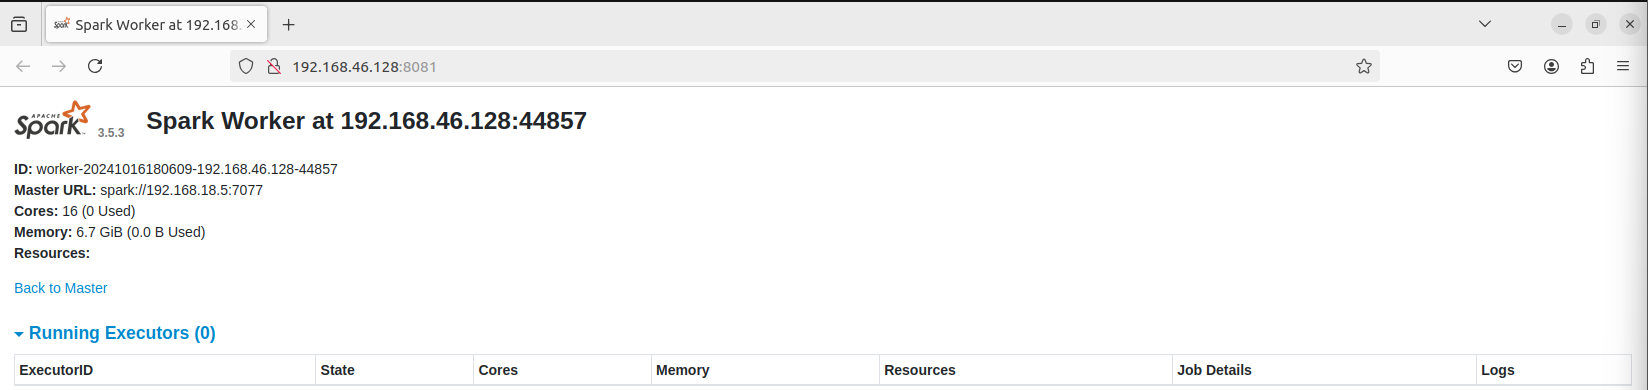 Spark Worker at 192.168.
192.168.46.128:8081
APACHE
Spark 3.5.3 Spark Worker at 192.168.46.128:44857
ID: worker-20241016180609-192.168.46.128-44857
Master URL: spark://192.168.18.5:7077
Cores: 16 (0 Used)
Memory: 6.7 GiB (0.0 B Used)
Resources:
Back to Master
Running Executors (0)
ExecutorID State Cores Memory Resources Job Details Logs